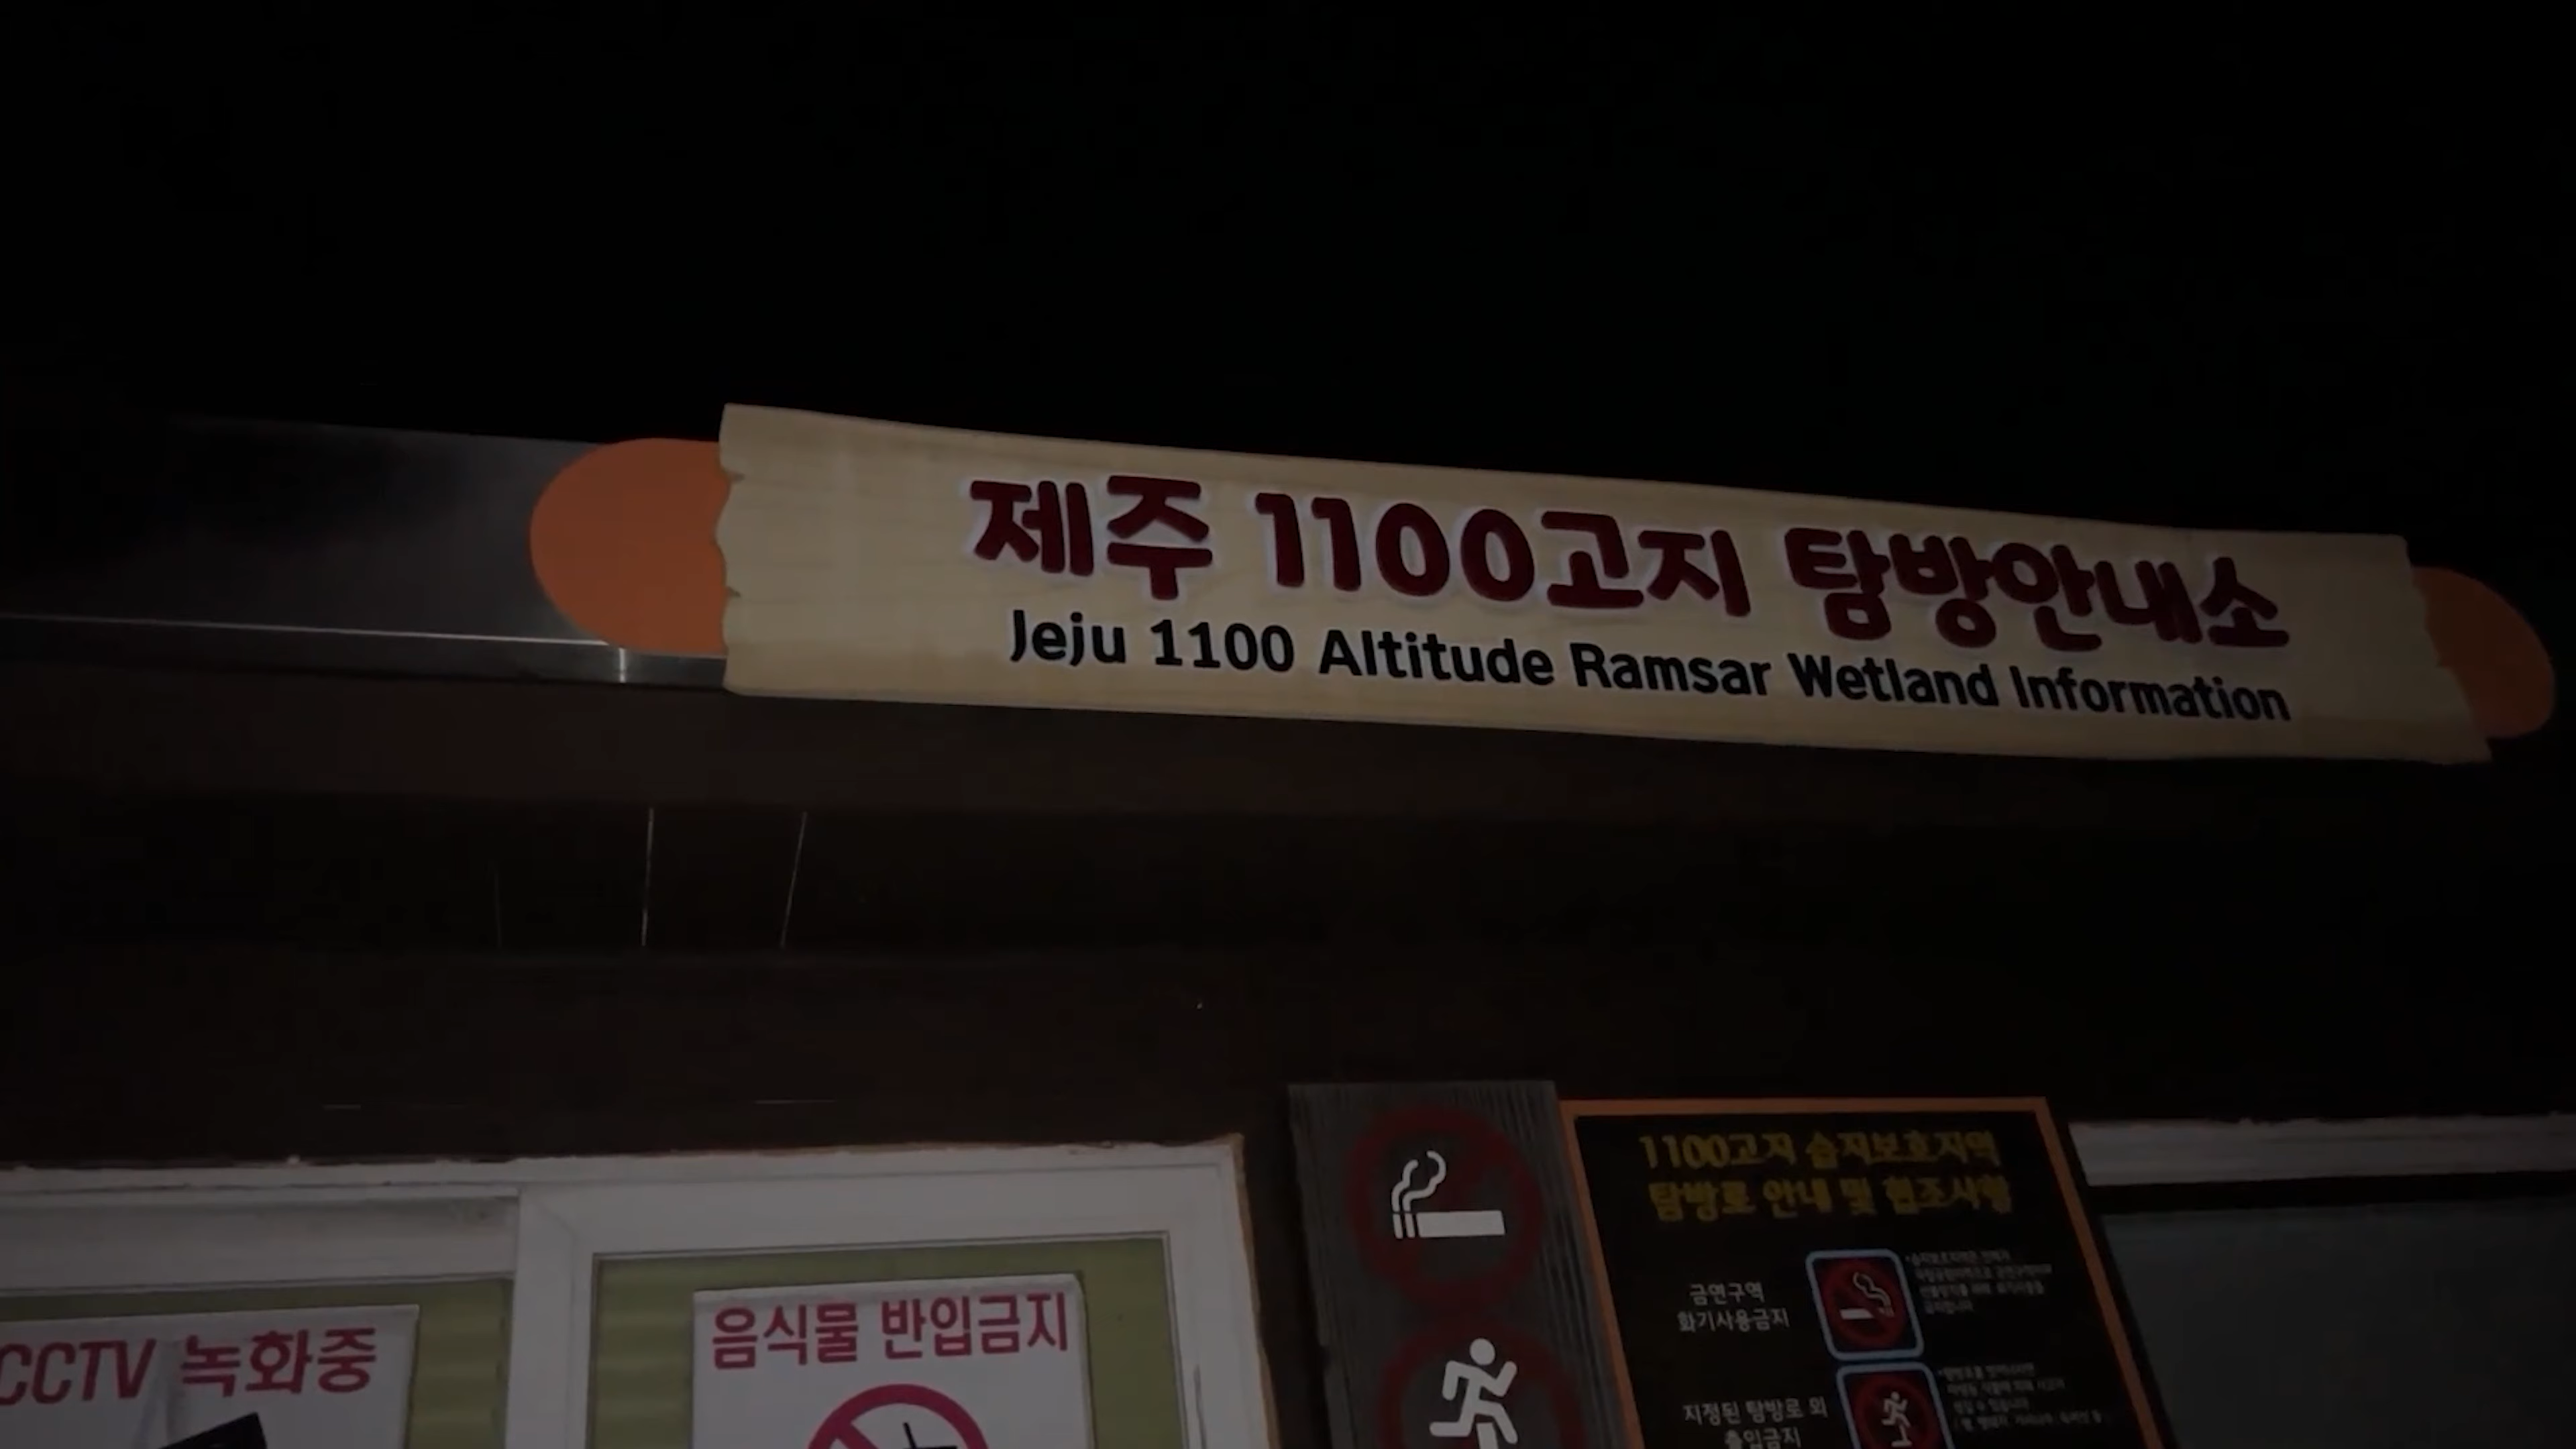 제주 1100고지 탐방안내소
Jeju 1100 Altitude Ramsar Wetland Information
CCTV 녹화중
음식물 반입금지
1100고지 습지보호지역
탐방로 안내 및 협조사항
금연구역
화기사용금지
지정된 탐방로 외
출입금지